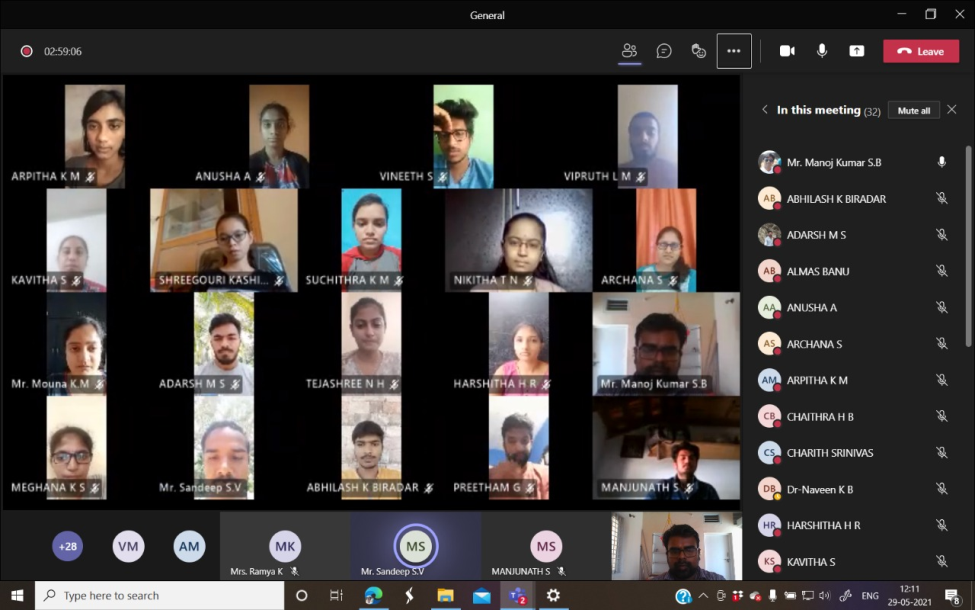 General
02:59:06
Leave
In this meeting (32)
Mute all
ARPITHA K M
ANUSHA A
VINEETH S
VIPRUTH L M
KAVITHA S
SHREEGOURI KASHI...
SUCHITHRA K M
NIKITHA T N
ARCHANA S
Mr. Mouna K.M
ADARSH M S
TEJASHREE N H
HARSHITHA H R
Mr. Manoj Kumar S.B
MEGHANA K S
Mr. Sandeep S.V
ABHILASH K BIRADAR
PREETHAM G
MANJUNATH S
+28
VM
AM
MK
Mrs. Ramya K
MS
Mr. Sandeep S.V
MS
MANJUNATH S
Mr. Manoj Kumar S.B
AB ABHILASH K BIRADAR
ADARSH M S
AB ALMAS BANU
AA ANUSHA A
AS ARCHANA S
AM ARPITHA K M
CB CHAITHRA H B
CS CHARITH SRINIVAS
DB Dr-Naveen K B
HR HARSHITHA H R
KS KAVITHA S
Type here to search
2
ENG
12:11
29-05-2021
8